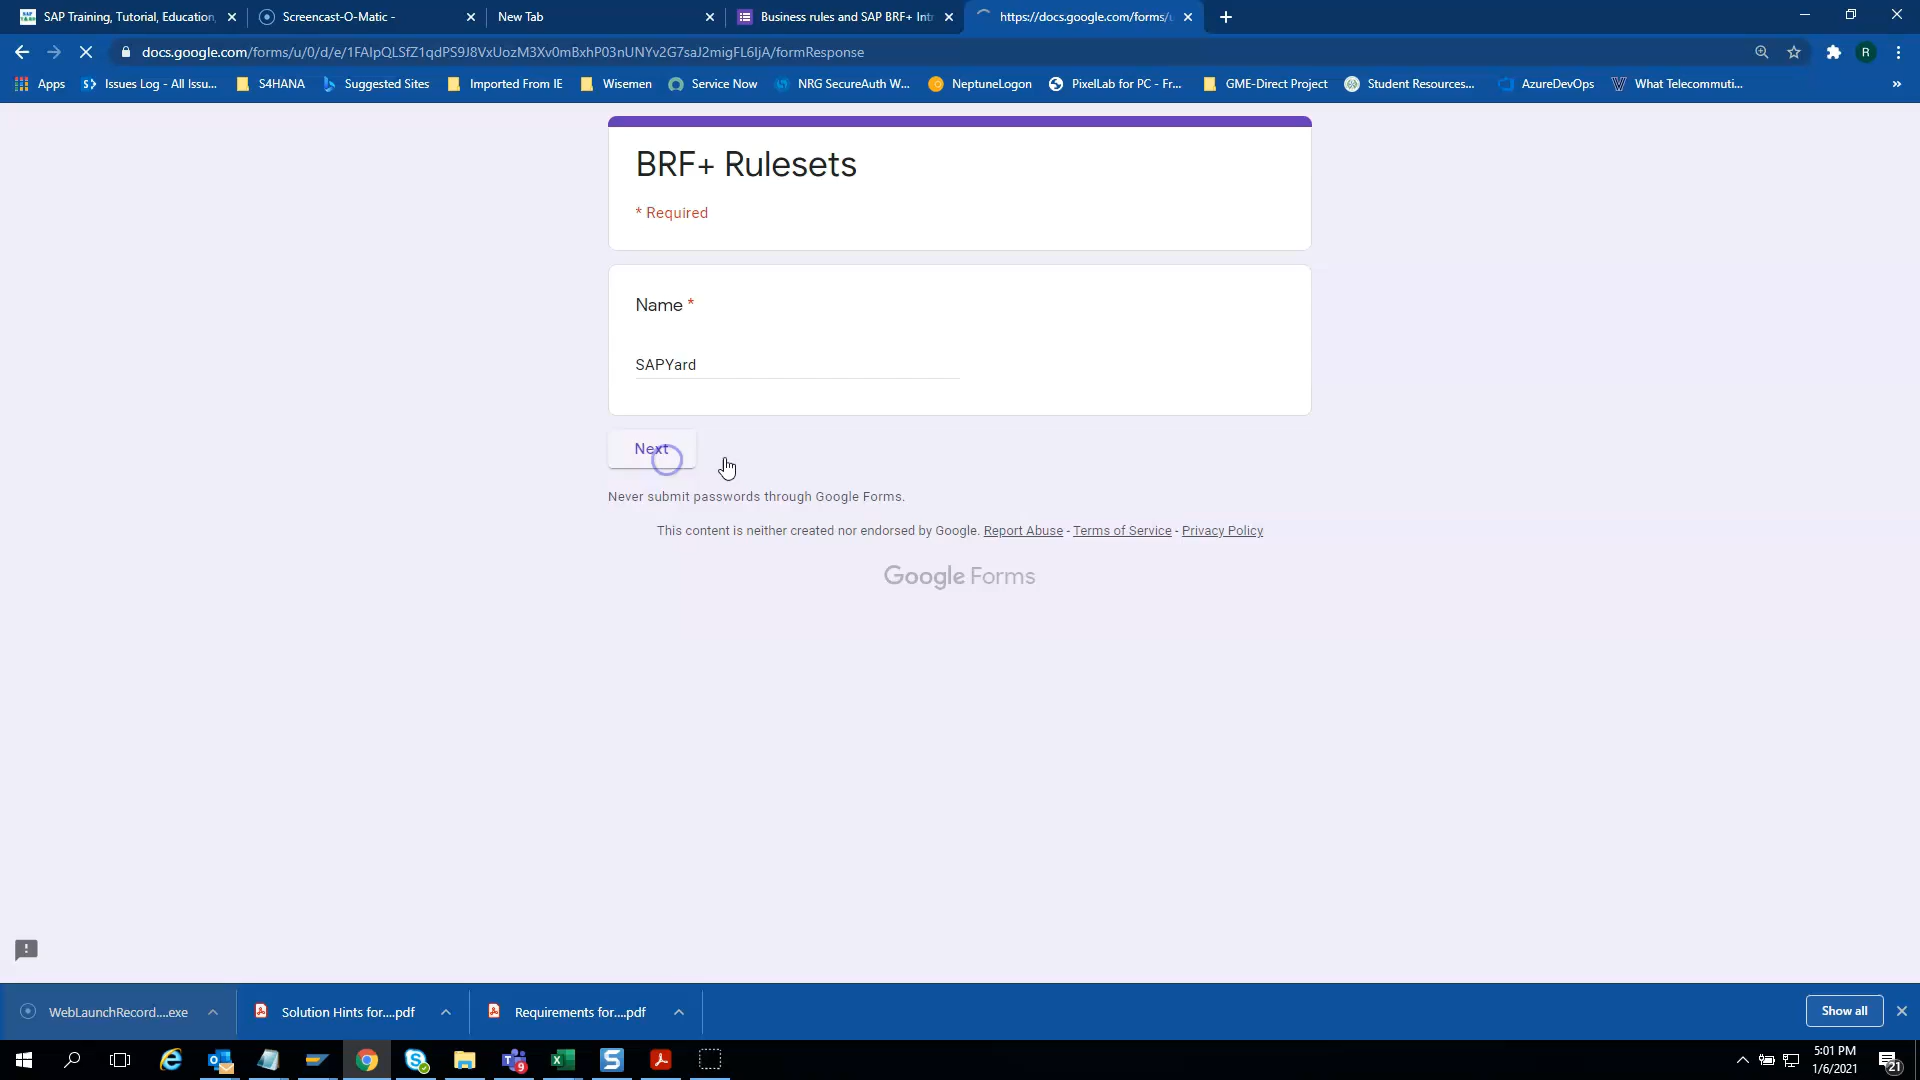 SAP Training, Tutorial, Education,
Screencast-O-Matic -
New Tab
Business rules and SAP BRF+ Int
https://docs.google.com/forms/u
docs.google.com/forms/u/0/d/e/1FAIpQLSfZ1qdPS9J8VxUozM3Xv0mBxhP03nUNYv2G7saJ2migFL6ljA/formResponse
R
Apps
Issues Log - All Issu...
S4HANA
Suggested Sites
Imported From IE
Wisemen
Service Now
NRG SecureAuth W...
NeptuneLogon
PixelLab for PC - Fr...
GME-Direct Project
Student Resources...
AzureDevOps
What Telecommuti...
»
BRF+ Rulesets
* Required
Name *
SAPYard
Next
Never submit passwords through Google Forms.
This content is neither created nor endorsed by Google. Report Abuse - Terms of Service - Privacy Policy
Google Forms
WebLaunchRecord....exe
Solution Hints for....pdf
Requirements for....pdf
Show all
9
5:01 PM
1/6/2021
21